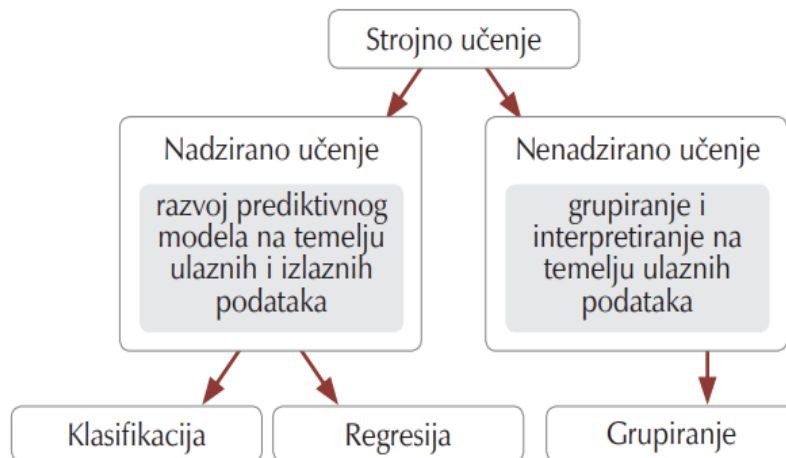 Strojno učenje
Nadzirano učenje
razvoj prediktivnog
modela na temelju
ulaznih i izlaznih
podataka
Nenadzirano učenje
grupiranje i
interpretiranje na
temelju ulaznih
podataka
Klasifikacija
Regresija
Grupiranje